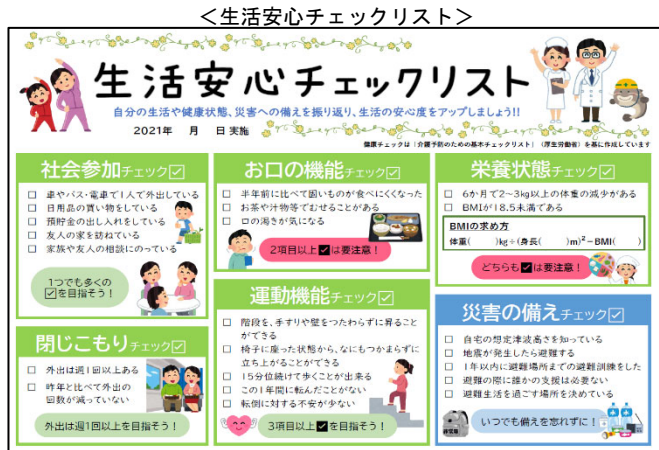 ＜生活安心チェックリスト＞
生活安心チェックリスト
自分の生活や健康状態、災害への備えを振り返り、生活の安心度をアップしましょう!!
2021年　月　日 実施
健康チェックは「介護予防のための基本チェックリスト」（厚生労働省）を基に作成しています
社会参加チェック☑
□ 車やバス・電車で1人で外出している
□ 日用品の買い物をしている
□ 預貯金の出し入れをしている
□ 友人の家を訪ねている
□ 家族や友人の相談にのっている
1つでも多くの
☑を目指そう！
閉じこもりチェック☑
□ 外出は週1回以上ある
□ 昨年と比べて外出の
回数が減っていない
外出は週1回以上を目指そう！
お口の機能チェック☑
□ 半年前に比べて固いものが食べにくくなった
□ お茶や汁物等でむせることがある
□ 口の渇きが気になる
2項目以上☑は要注意！
運動機能チェック☑
□ 階段を、手すりや壁をつたわらずに昇ること
ができる
□ 椅子に座った状態から、なにもつかまらずに
立ち上がることができる
□ 15分位続けて歩くことが出来る
□ この1年間に転んだことがない
□ 転倒に対する不安が少ない
3項目以上☑を目指そう！
栄養状態チェック☑
□ 6か月で2~3kg以上の体重の減少がある
□ BMIが18.5未満である
BMIの求め方
体重(　　)kg÷(身長(　　)m)²＝BMI(　　)
どちらも☑は要注意！
災害の備えチェック☑
□ 自宅の想定津波高さを知っている
□ 地震が発生したら避難する
□ 1年以内に避難場所までの避難訓練をした
□ 避難の際に誰かの支援は必要ない
□ 避難生活を過ごす場所を決めている
いつでも備えを忘れずに！